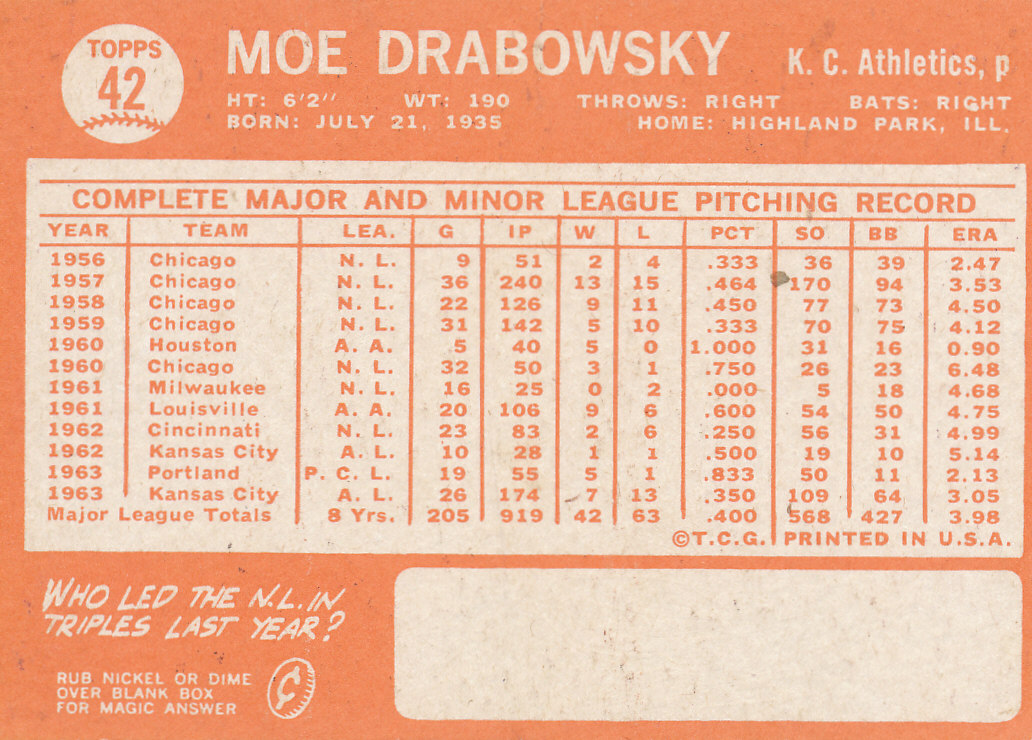 TOPPS
42
MOE DRABOWSKY K. C. Athletics, p
HT: 6'2" WT: 190 THROWS: RIGHT BATS: RIGHT
BORN: JULY 21, 1935 HOME: HIGHLAND PARK, ILL.
COMPLETE MAJOR AND MINOR LEAGUE PITCHING RECORD
YEAR TEAM LEA. G IP W L PCT SO BB ERA
1956 Chicago N. L. 9 51 2 4 .333 36 39 2.47
1957 Chicago N. L. 36 240 13 15 .464 170 94 3.53
1958 Chicago N. L. 22 126 9 11 .450 77 73 4.50
1959 Chicago N. L. 31 142 5 10 .333 70 75 4.12
1960 Houston A. A. 5 40 5 0 1.000 31 16 0.90
1960 Chicago N. L. 32 50 3 1 .750 26 23 6.48
1961 Milwaukee N. L. 16 25 0 2 .000 5 18 4.68
1961 Louisville A. A. 20 106 9 6 .600 54 50 4.75
1962 Cincinnati N. L. 23 83 2 6 .250 56 31 4.99
1962 Kansas City A. L. 10 28 1 1 .500 19 10 5.14
1963 Portland P. C. L. 19 55 5 1 .833 50 11 2.13
1963 Kansas City A. L. 26 174 7 13 .350 109 64 3.05
Major League Totals 8 Yrs. 205 919 42 63 .400 568 427 3.98
©T.C.G. PRINTED IN U.S.A.
WHO LED THE N.L. IN
TRIPLES LAST YEAR?
RUB NICKEL OR DIME
OVER BLANK BOX
FOR MAGIC ANSWER
¢